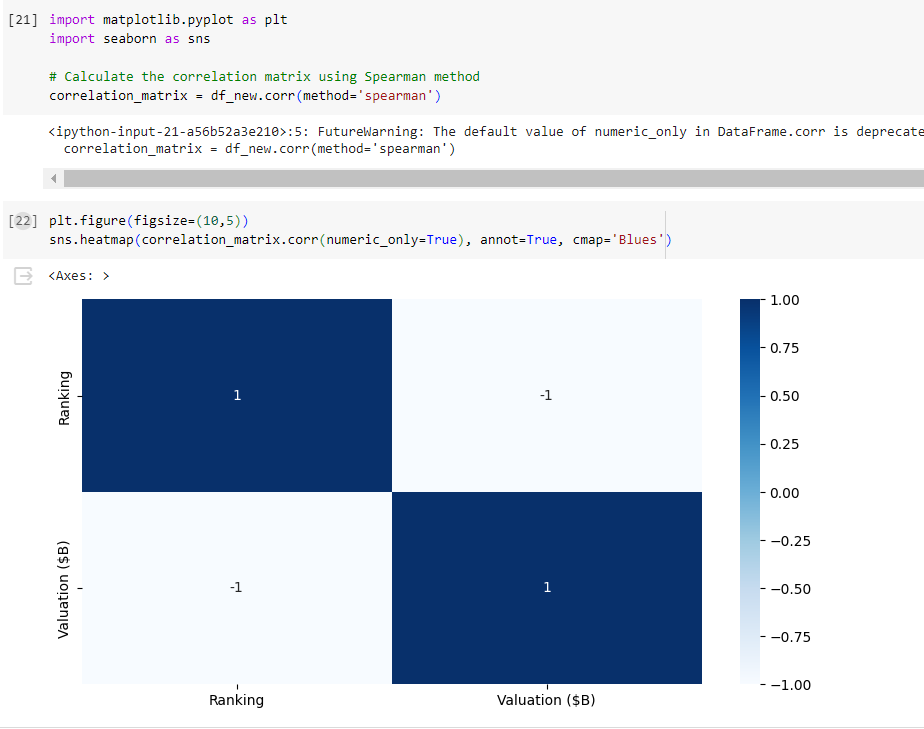 [21] import matplotlib.pyplot as plt
import seaborn as sns
# Calculate the correlation matrix using Spearman method
correlation_matrix = df_new.corr(method='spearman')
<ipython-input-21-a56b52a3e210>:5: FutureWarning: The default value of numeric_only in DataFrame.corr is deprecate
correlation_matrix = df_new.corr(method='spearman')
[22] plt.figure(figsize=(10,5))
sns.heatmap(correlation_matrix.corr(numeric_only=True), annot=True, cmap='Blues')
<Axes: >
Ranking
Valuation ($B)
1
-1
-1
1
Ranking
Valuation ($B)
1.00
0.75
0.50
0.25
0.00
−0.25
−0.50
−0.75
−1.00